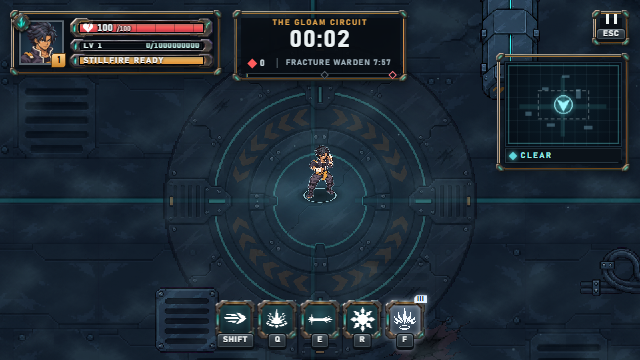 100/100
LV 1 0/1000000000
STILLFIRE READY
1
THE GLOAM CIRCUIT
00:02
0 FRACTURE WARDEN 7:57
ESC
CLEAR
SHIFT Q E R F